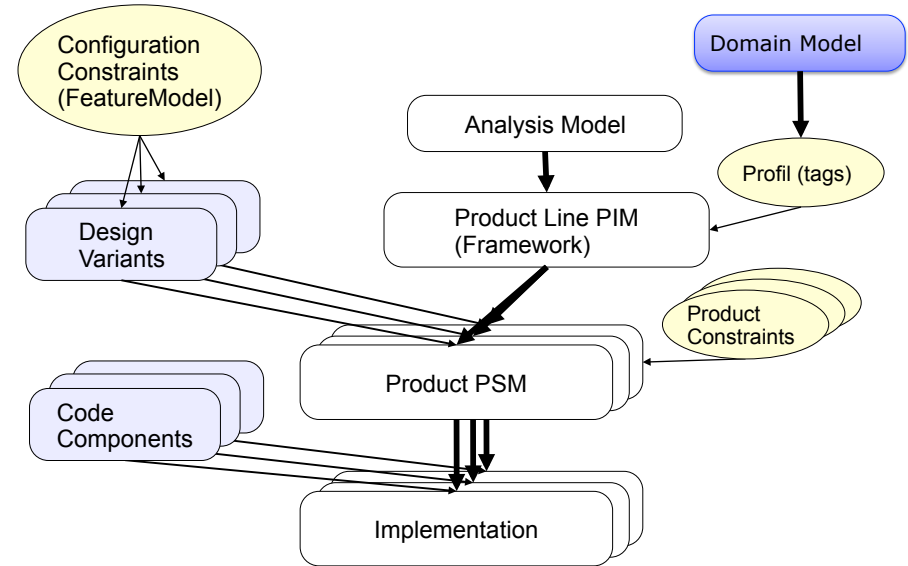 Configuration
Constraints
(FeatureModel)
Domain Model
Analysis Model
Profil (tags)
Design
Variants
Product Line PIM
(Framework)
Product
Constraints
Product PSM
Code
Components
Implementation